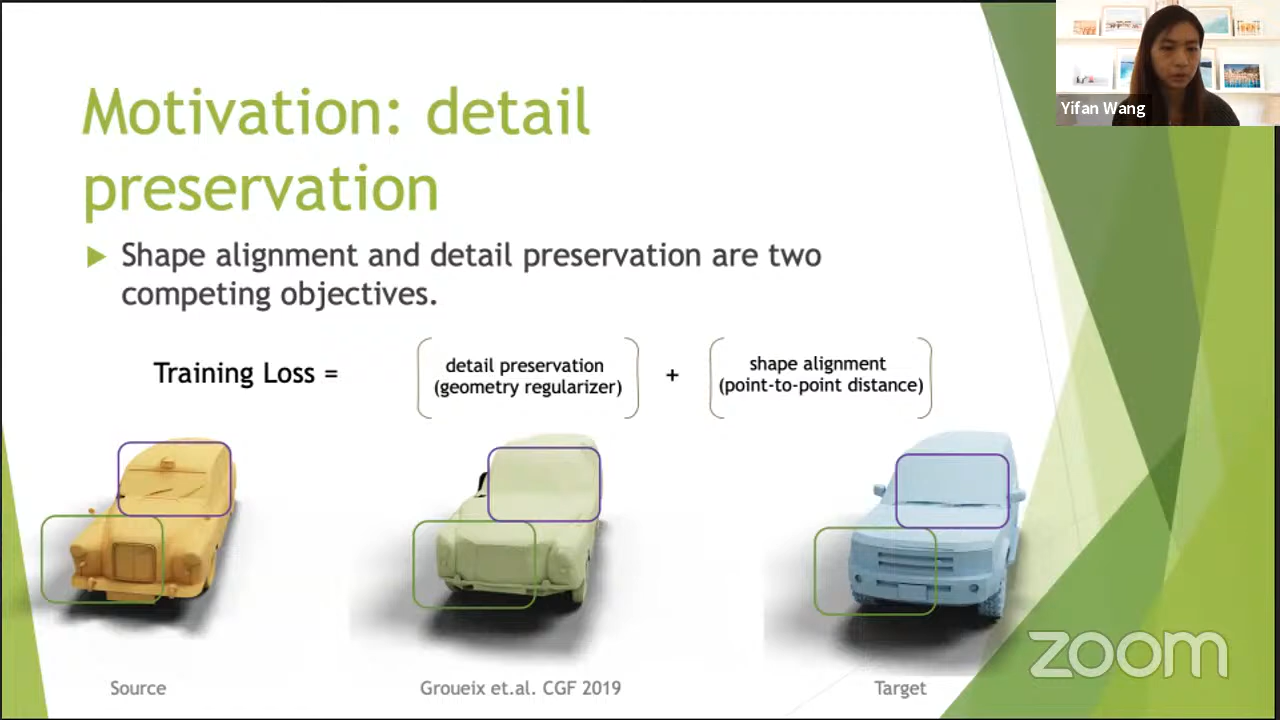 Motivation: detail
preservation
▶ Shape alignment and detail preservation are two
competing objectives.
Training Loss =
detail preservation
(geometry regularizer)
+
shape alignment
(point-to-point distance)
Source
Groueix et.al. CGF 2019
Target
Yifan Wang
zoom